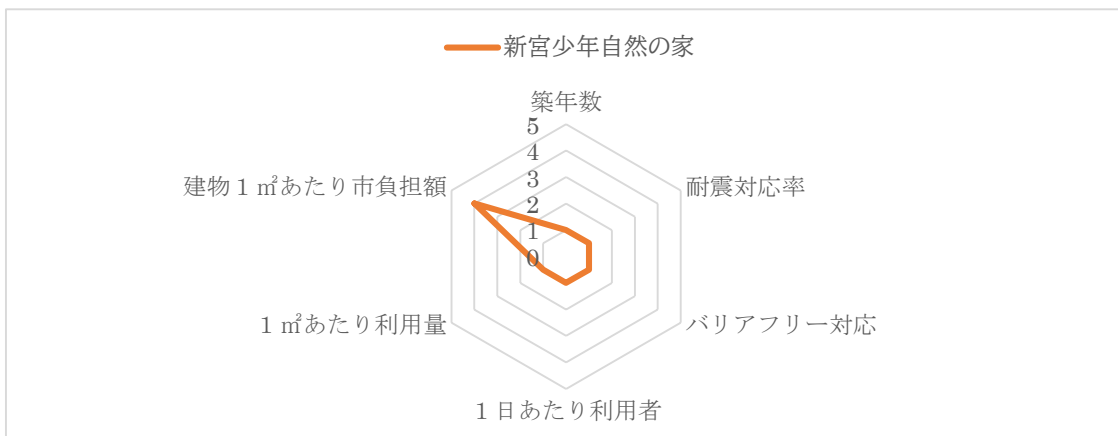 新宮少年自然の家
築年数
5
4
3
2
1
0
建物1㎡あたり市負担額
耐震対応率
1㎡あたり利用量
バリアフリー対応
1日あたり利用者